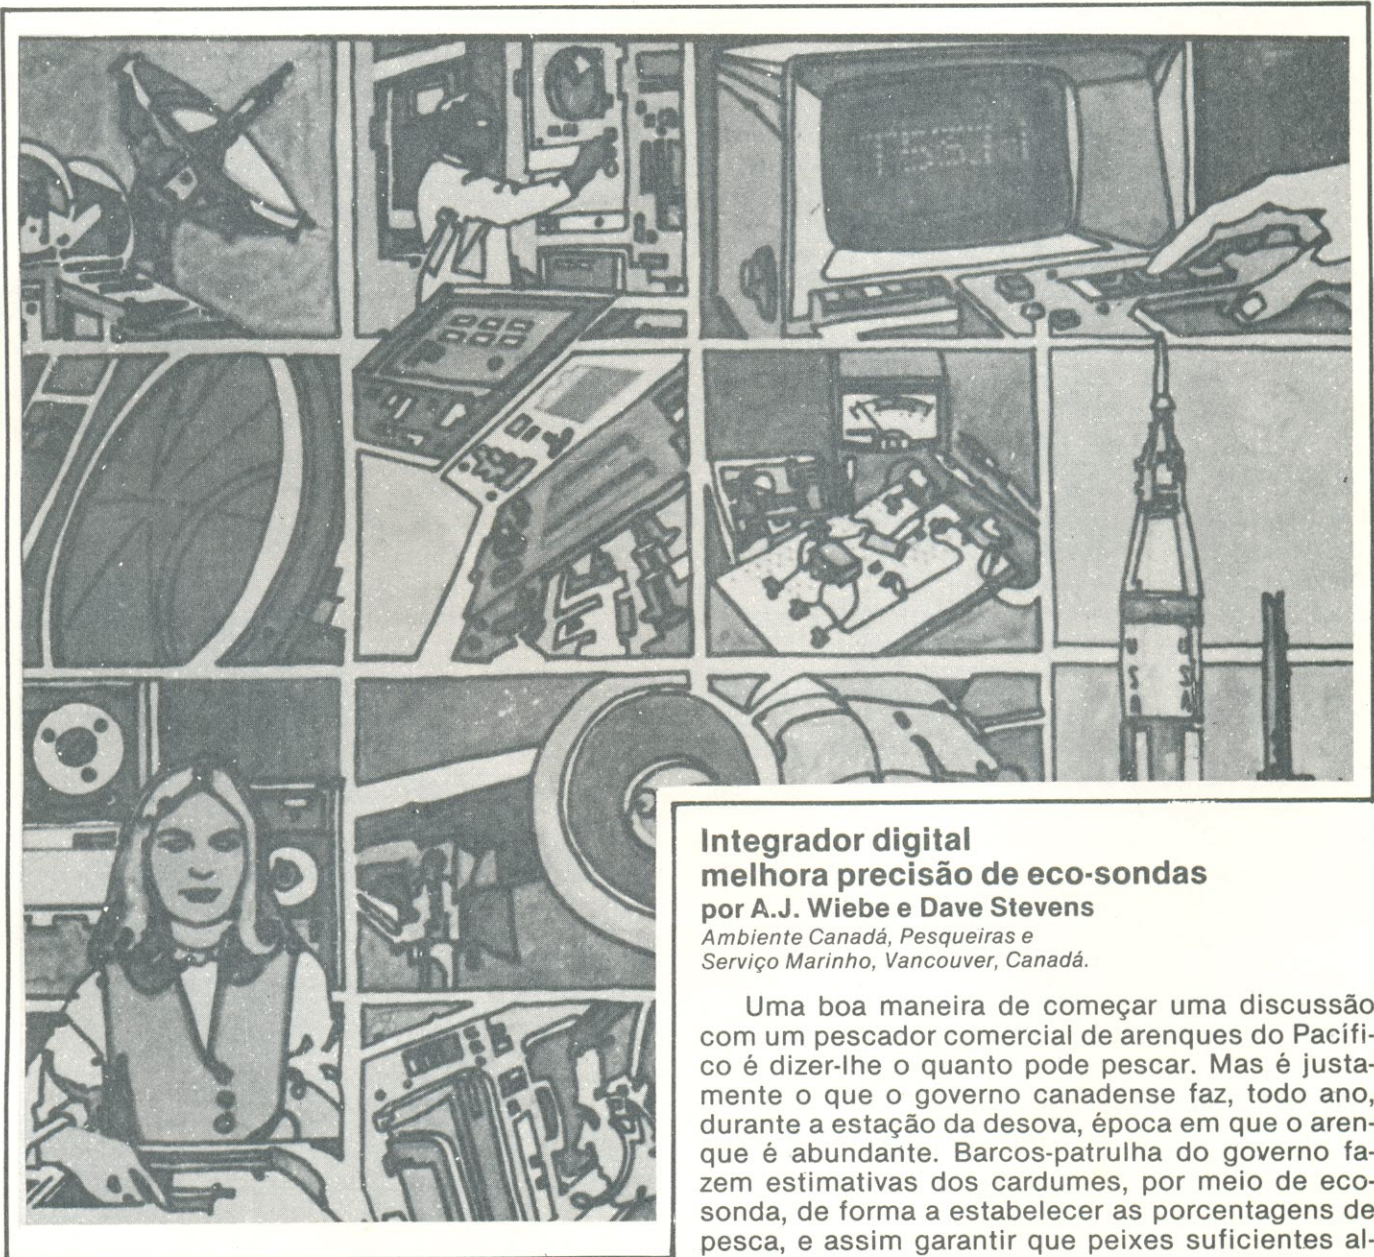 Integrador digital
melhora precisão de eco-sondas
por A.J. Wiebe e Dave Stevens
Ambiente Canadá, Pesqueiras e
Serviço Marinho, Vancouver, Canadá.
Uma boa maneira de começar uma discussão
com um pescador comercial de arenques do Pacífi-
co é dizer-lhe o quanto pode pescar. Mas é justa-
mente o que o governo canadense faz, todo ano,
durante a estação da desova, época em que o aren-
que é abundante. Barcos-patrulha do governo fa-
zem estimativas dos cardumes, por meio de eco-
sonda, de forma a estabelecer as porcentagens de
pesca, e assim garantir que peixes suficientes al-